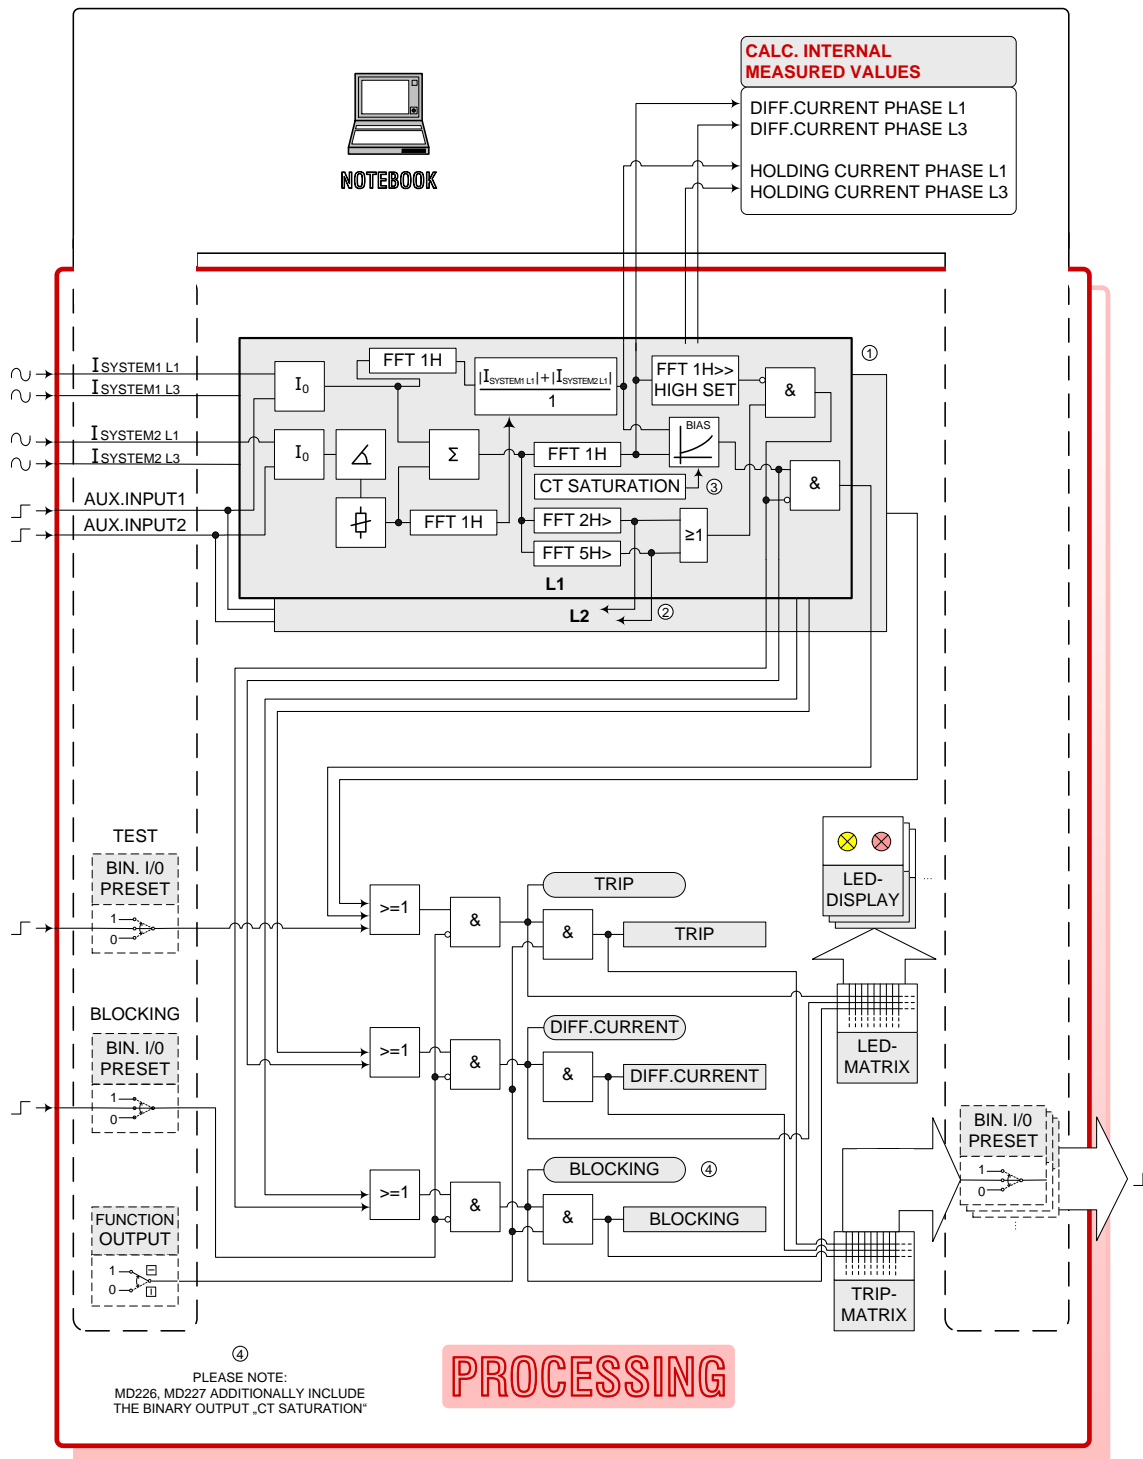 CALC. INTERNAL
MEASURED VALUES
DIFF.CURRENT PHASE L1
DIFF.CURRENT PHASE L3
HOLDING CURRENT PHASE L1
HOLDING CURRENT PHASE L3
NOTEBOOK
I SYSTEM1 L1
I SYSTEM1 L3
I SYSTEM2 L1
I SYSTEM2 L3
AUX.INPUT1
AUX.INPUT2
I0
I0
FFT 1H
|ISYSTEM1 L1|+|ISYSTEM2 L1|
1
FFT 1H>>
HIGH SET
&
①
BIAS
Σ
FFT 1H
CT SATURATION
③
&
FFT 1H
FFT 2H>
≥1
FFT 5H>
L1
L2
②
TEST
BIN. I/0
PRESET
1
0
>=1
&
TRIP
&
TRIP
LED-
DISPLAY
...
BLOCKING
BIN. I/0
PRESET
1
0
>=1
&
DIFF.CURRENT
&
DIFF.CURRENT
LED-
MATRIX
FUNCTION
OUTPUT
1
0
>=1
&
BLOCKING
④
&
BLOCKING
BIN. I/0
PRESET
1
0
...
TRIP-
MATRIX
④
PLEASE NOTE:
MD226, MD227 ADDITIONALLY INCLUDE
THE BINARY OUTPUT „CT SATURATION“
PROCESSING